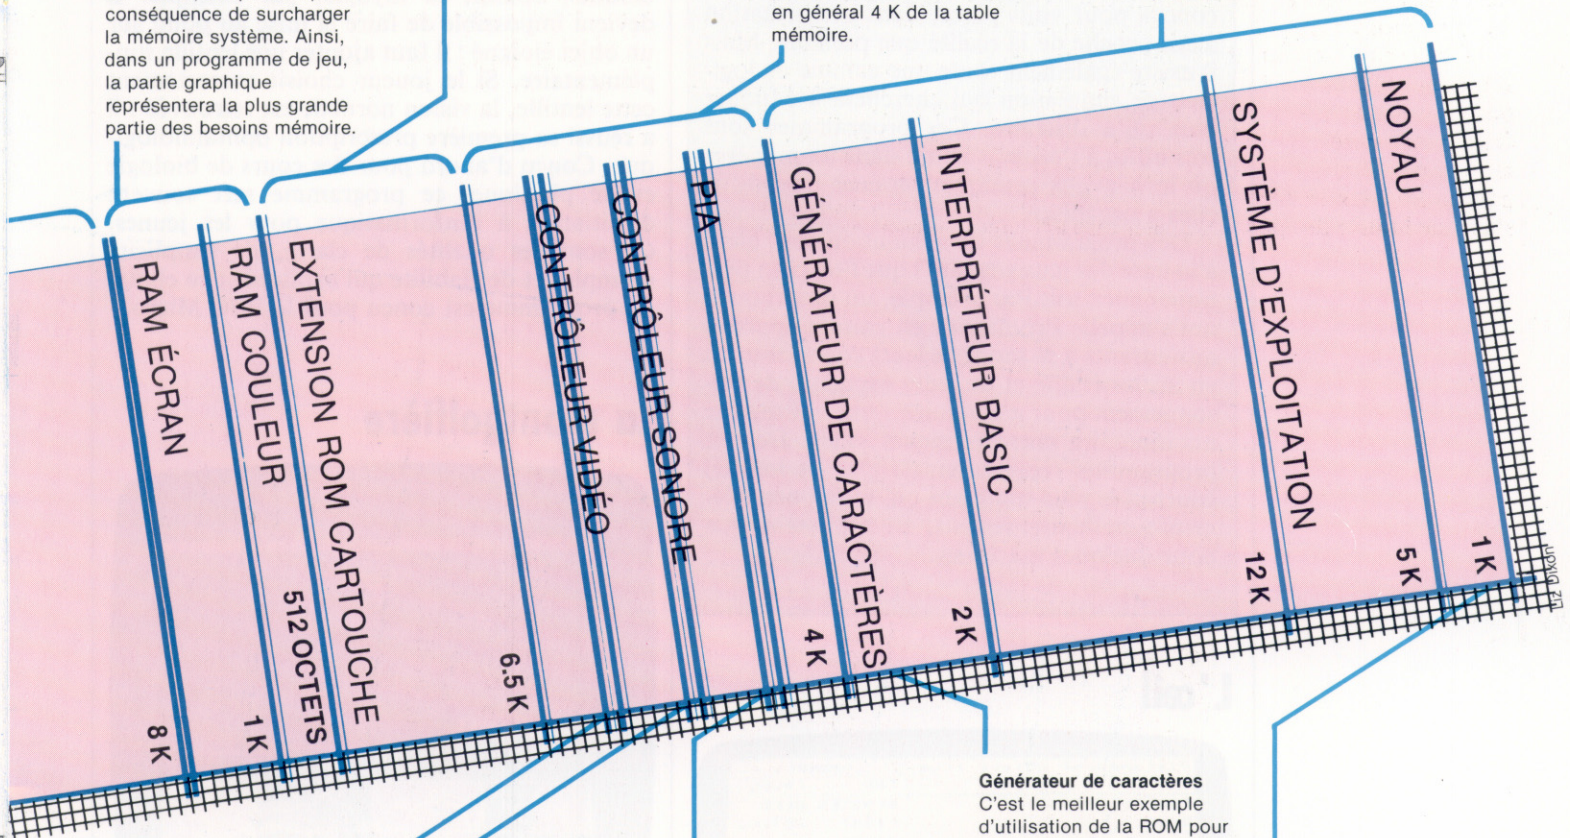 conséquence de surcharger
la mémoire système. Ainsi,
dans un programme de jeu,
la partie graphique
représentera la plus grande
partie des besoins mémoire.
en général 4 K de la table
mémoire.
RAM ÉCRAN
8 K
RAM COULEUR
1 K
EXTENSION ROM CARTOUCHE
512 OCTETS
6.5 K
CONTRÔLEUR VIDÉO
CONTRÔLEUR SONORE
PIA
GÉNÉRATEUR DE CARACTÈRES
4 K
INTERPRÉTEUR BASIC
2 K
SYSTÈME D'EXPLOITATION
12 K
NOYAU
5 K
1 K
Liz Dixon
Générateur de caractères
C'est le meilleur exemple
d'utilisation de la ROM pour